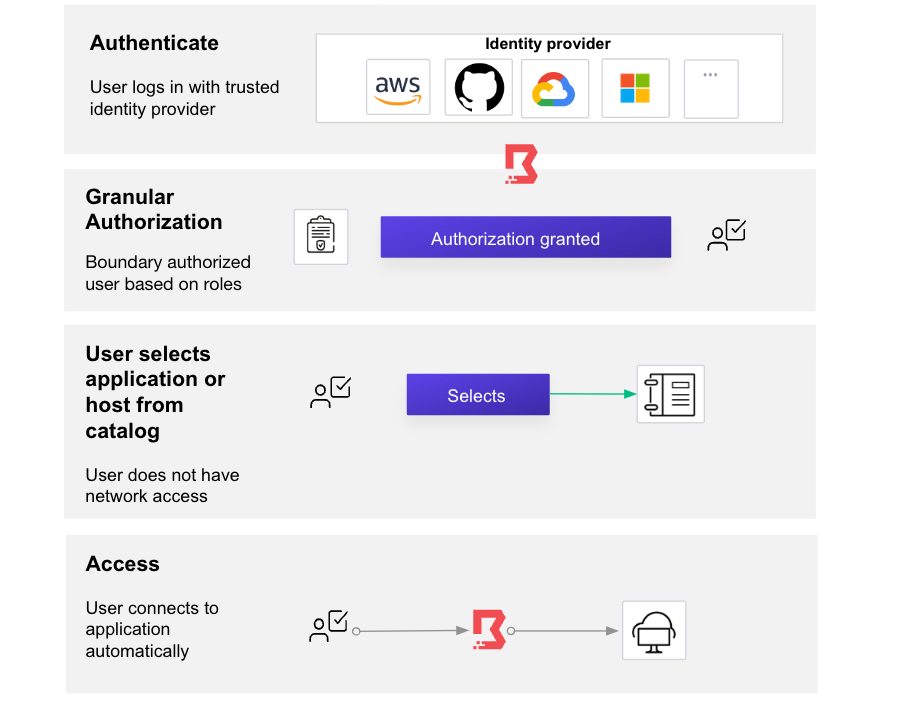 Authenticate
User logs in with trusted
identity provider
Identity provider
aws
...
Granular
Authorization
Boundary authorized
user based on roles
Authorization granted
User selects
application or
host from
catalog
User does not have
network access
Selects
Access
User connects to
application
automatically